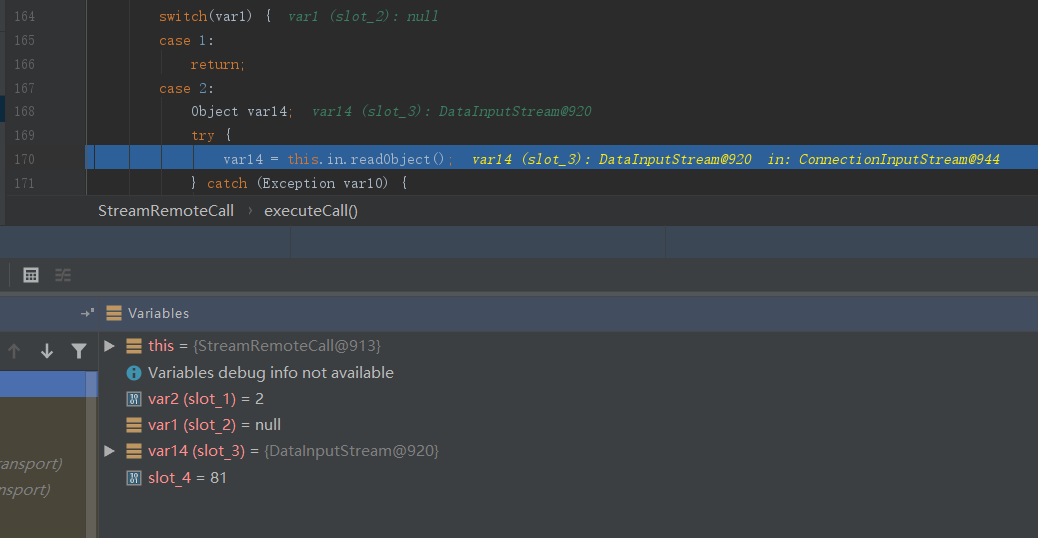 164 switch(var1) { var1 (slot_2): null
165 case 1:
166 return;
167 case 2:
168 Object var14; var14 (slot_3): DataInputStream@920
169 try {
170 var14 = this.in.readObject(); var14 (slot_3): DataInputStream@920 in: ConnectionInputStream@944
171 } catch (Exception var10) {
StreamRemoteCall › executeCall()
Variables
this = {StreamRemoteCall@913}
Variables debug info not available
var2 (slot_1) = 2
var1 (slot_2) = null
var14 (slot_3) = {DataInputStream@920}
ansport)
slot_4 = 81
nsport)